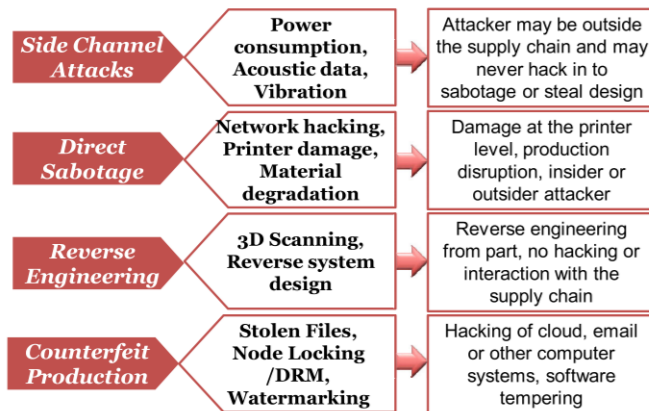 Side Channel
Attacks
Power
consumption,
Acoustic data,
Vibration
Attacker may be outside
the supply chain and may
never hack in to
sabotage or steal design
Direct
Sabotage
Network hacking,
Printer damage,
Material
degradation
Damage at the printer
level, production
disruption, insider or
outsider attacker
Reverse
Engineering
3D Scanning,
Reverse system
design
Reverse engineering
from part, no hacking or
interaction with the
supply chain
Counterfeit
Production
Stolen Files,
Node Locking
/DRM,
Watermarking
Hacking of cloud, email
or other computer
systems, software
tempering